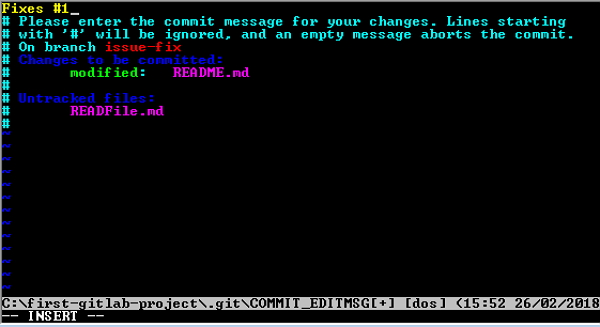 Fixes #1_
# Please enter the commit message for your changes. Lines starting
# with '#' will be ignored, and an empty message aborts the commit.
# On branch issue-fix
# Changes to be committed:
#       modified:   README.md
#
# Untracked files:
#       READFile.md
#
~
~
~
~
~
~
~
~
~
~
~
~
~
C:\first-gitlab-project\.git\COMMIT_EDITMSG[+] [dos] (15:52 26/02/2018
-- INSERT --